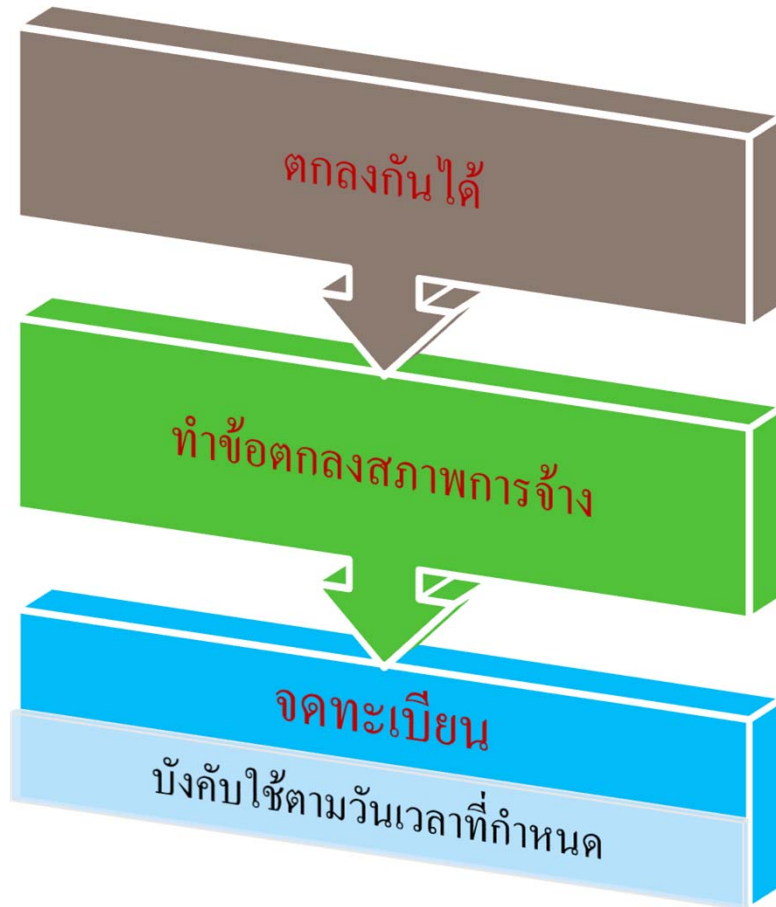 ตกลงกันได้
ทำข้อตกลงสภาพการจ้าง
จดทะเบียน
บังคับใช้ตามวันเวลาที่กำหนด